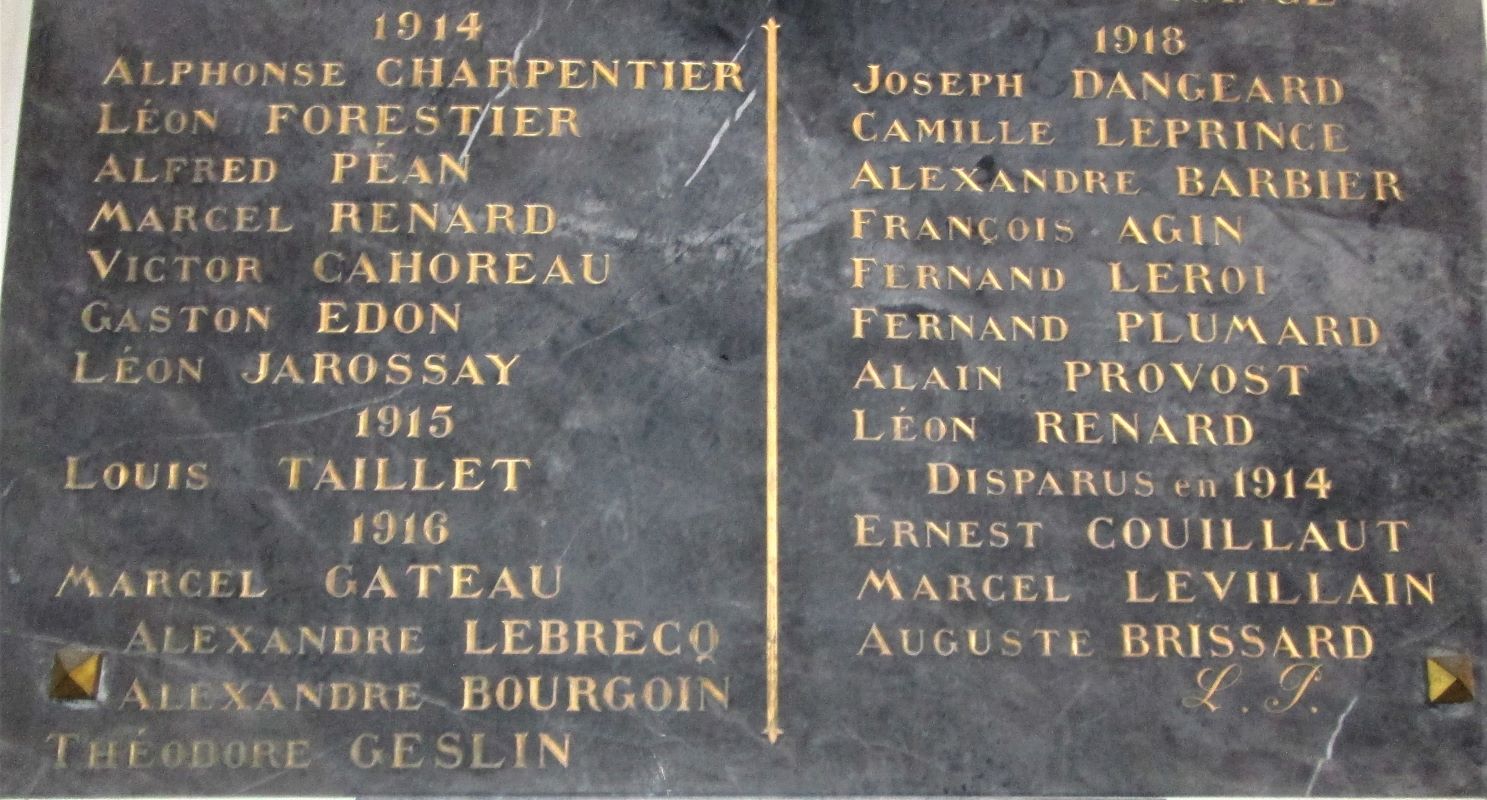 1914
ALPHONSE CHARPENTIER
LÉON FORESTIER
ALFRED PÉAN
MARCEL RENARD
VICTOR CAHOREAU
GASTON EDON
LÉON JAROSSAY
1915
LOUIS TAILLET
1916
MARCEL GATEAU
ALEXANDRE LEBRECQ
ALEXANDRE BOURGOIN
THÉODORE GESLIN
1918
JOSEPH DANGEARD
CAMILLE LEPRINCE
ALEXANDRE BARBIER
FRANÇOIS AGIN
FERNAND LEROI
FERNAND PLUMARD
ALAIN PROVOST
LÉON RENARD
DISPARUS en 1914
ERNEST COUILLAUT
MARCEL LEVILLAIN
AUGUSTE BRISSARD